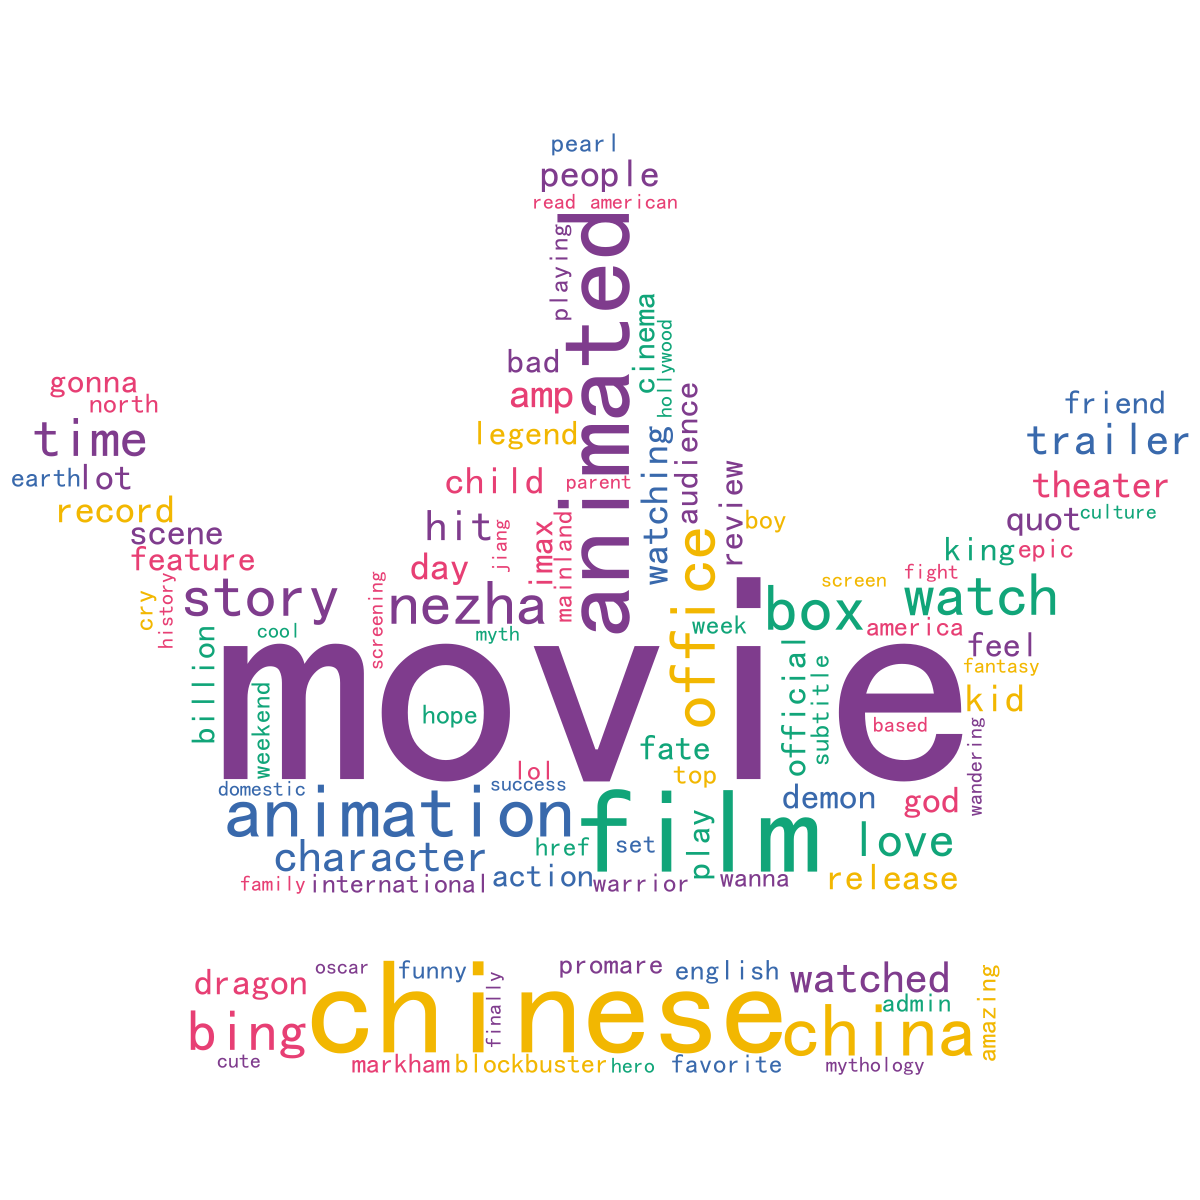 pearl
people
read american
animated
playing
cinema
hollywood
bad
amp
legend
child
parent
watching
audience
review
boy
hit
jiang
imax
mainland
day
nezha
myth
office
week
gonna
north
time
earth lot
record
scene
feature
story
cry
history
screening
friend
trailer
theater
quot culture
king epic
fight
screen
watch
box
america
feel
fantasy
kid
cool
billion
weekend
movie
hope
based
official
subtitle
wandering
fate
top
lol
success
domestic
animation
film
play
demon
god
character
href
set
love
family international action warrior wanna release
dragon
oscar
funny
promare
english
watched
admin
amazing
bing
chinese
finally
china
cute
markham
blockbuster
hero
favorite
mythology